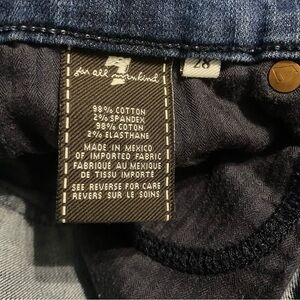 7
for all mankind
28
98% COTTON
2% SPANDEX
98% COTON
2% ELASTHANE
MADE IN MEXICO
OF IMPORTED FABRIC
FABRIQUÉ AU MEXIQUE
DE TISSU IMPORTÉ
SEE REVERSE FOR CARE
REVERS SUR LE SOINS